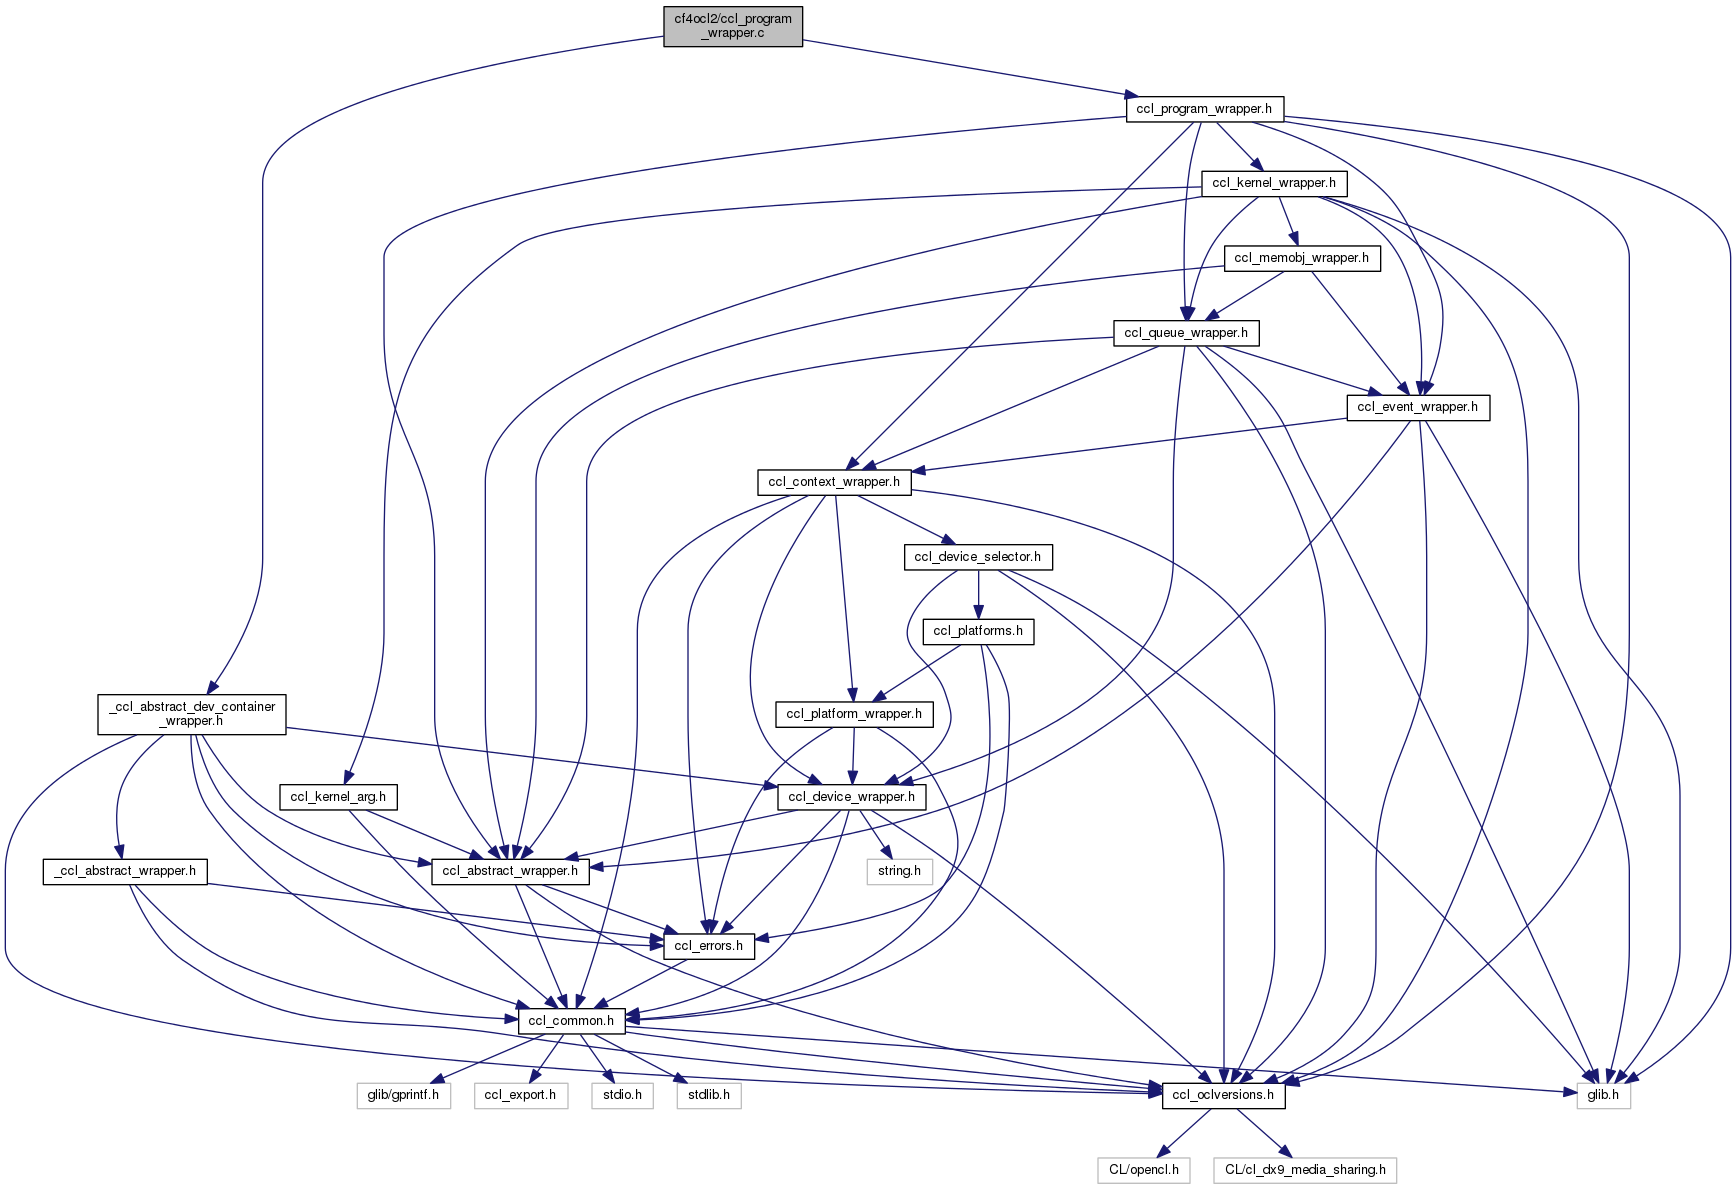 cf4ocl2/ccl_program
_wrapper.c
ccl_program_wrapper.h
ccl_kernel_wrapper.h
ccl_memobj_wrapper.h
ccl_queue_wrapper.h
ccl_event_wrapper.h
ccl_context_wrapper.h
ccl_device_selector.h
ccl_platforms.h
_ccl_abstract_dev_container
_wrapper.h
ccl_platform_wrapper.h
ccl_kernel_arg.h
ccl_device_wrapper.h
_ccl_abstract_wrapper.h
ccl_abstract_wrapper.h
string.h
ccl_errors.h
ccl_common.h
glib/gprintf.h
ccl_export.h
stdio.h
stdlib.h
ccl_oclversions.h
glib.h
CL/opencl.h
CL/cl_dx9_media_sharing.h